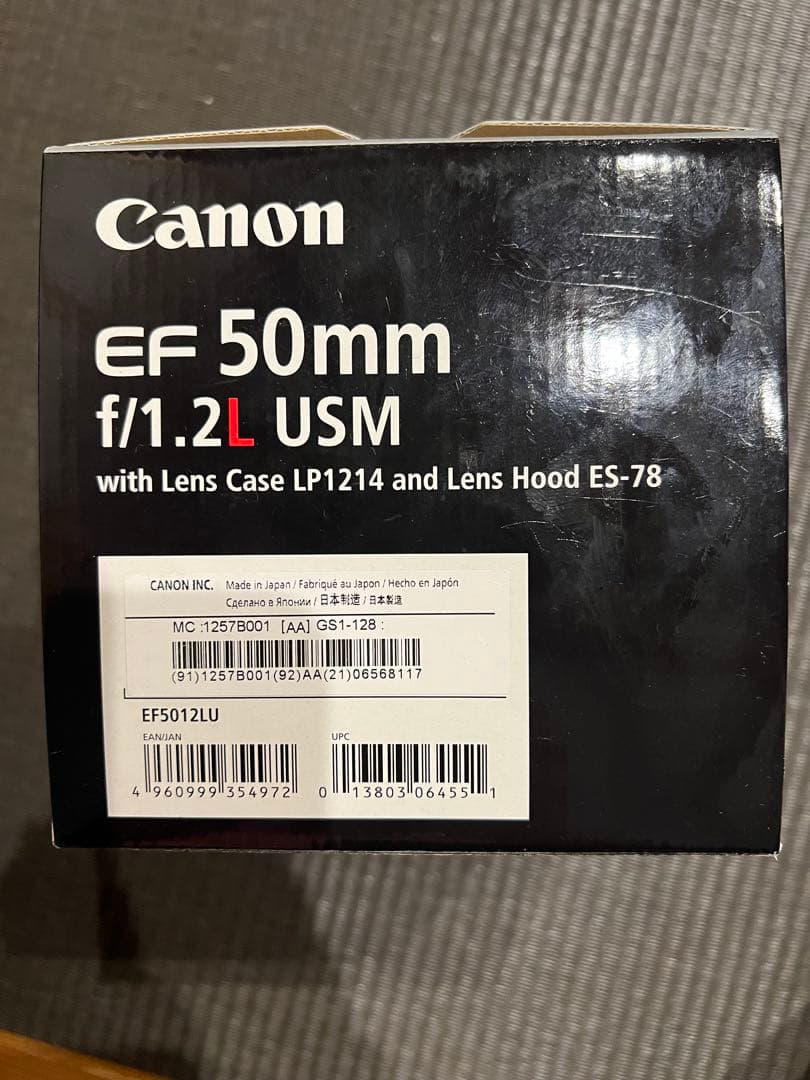 Canon
EF 50mm
f/1.2L USM
with Lens Case LP1214 and Lens Hood ES-78
CANON INC. Made in Japan / Fabriqué au Japon / Hecho en Japón
Сделано в Японии / 日本制造 / 日本製造
MC :1257B001 [AA] GS1-128 :
(91)1257B001(92)AA(21)06568117
EF5012LU
EAN/JAN UPC
4 960999 354972 0 13803 06455 1